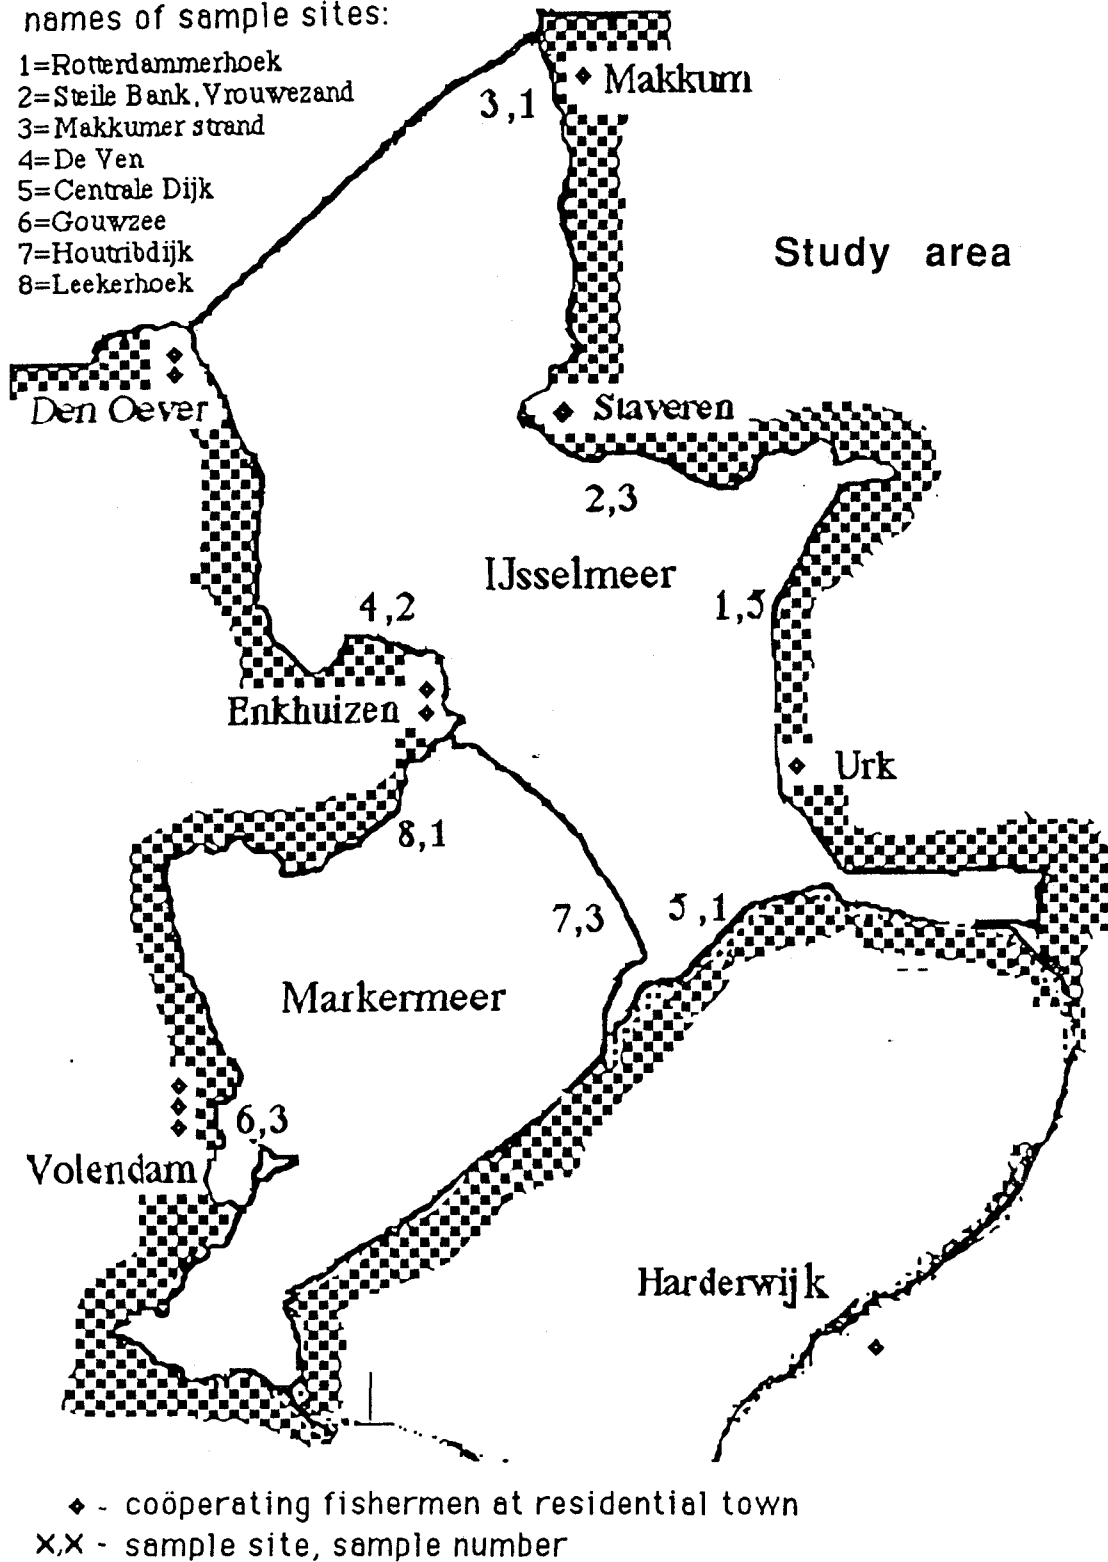 names of sample sites:
1=Rotterdammerhoek
2=Steile Bank,Vrouwezand
3=Makkumer strand
4=De Ven
5=Centrale Dijk
6=Gouwzee
7=Houtribdijk
8=Leekerhoek
Makkum
3,1
Study area
Den Oever
Staveren
2,3
IJsselmeer
4,2
1,5
Enkhuizen
Urk
8,1
7,3
5,1
Markermeer
6,3
Volendam
Harderwijk
- coöperating fishermen at residential town
X,X - sample site, sample number